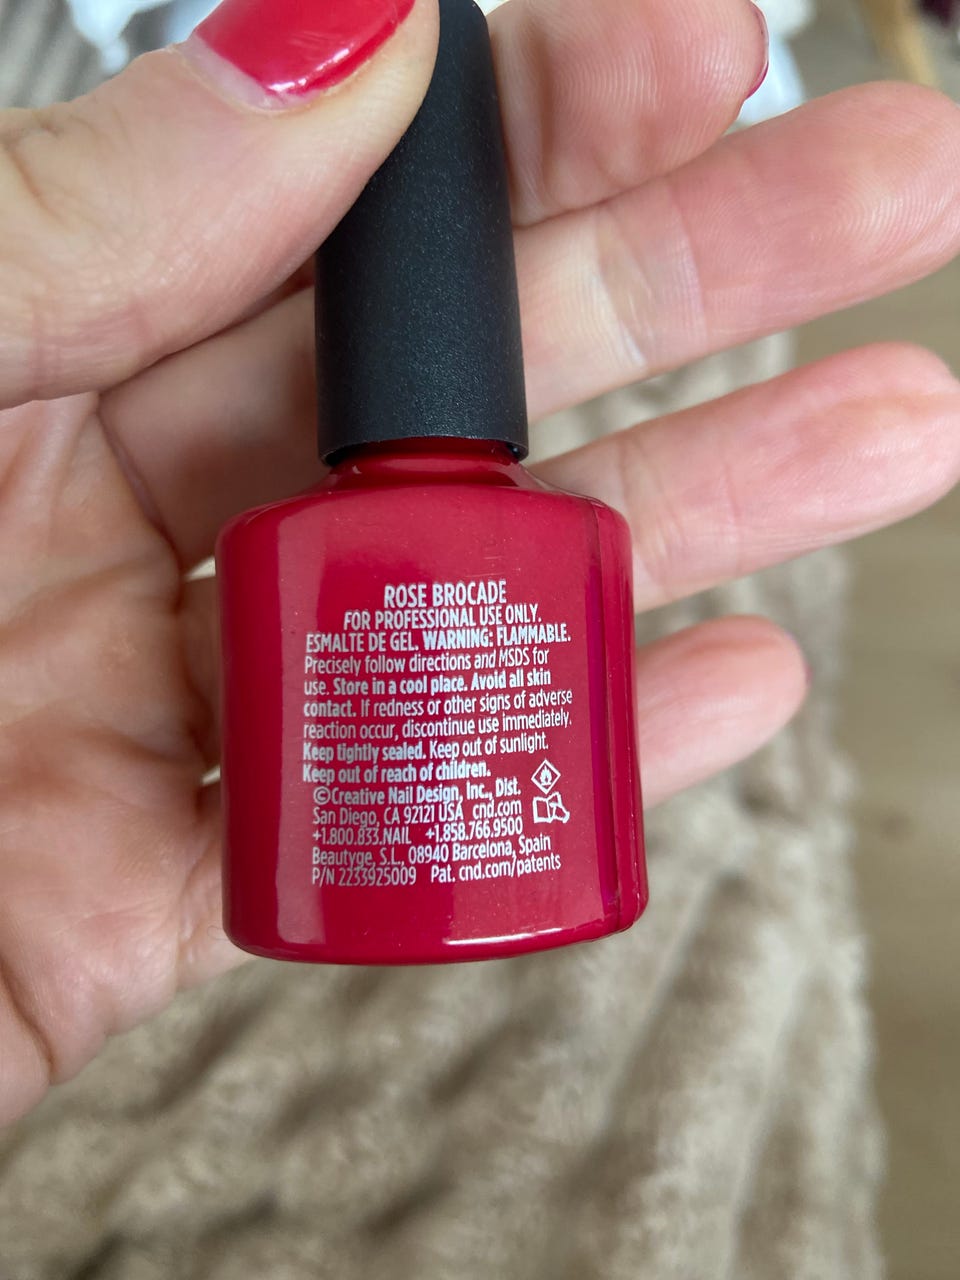 ROSE BROCADE
FOR PROFESSIONAL USE ONLY.
ESMALTE DE GEL. WARNING: FLAMMABLE.
Precisely follow directions and MSDS for
use. Store in a cool place. Avoid all skin
contact. If redness or other signs of adverse
reaction occur, discontinue use immediately.
Keep tightly sealed. Keep out of sunlight.
Keep out of reach of children.
©Creative Nail Design, Inc., Dist.
San Diego, CA 92121 USA cnd.com
+1.800.833.NAIL +1.858.766.9500
Beautyge, S.L., 08940 Barcelona, Spain
P/N 2233925009 Pat. cnd.com/patents